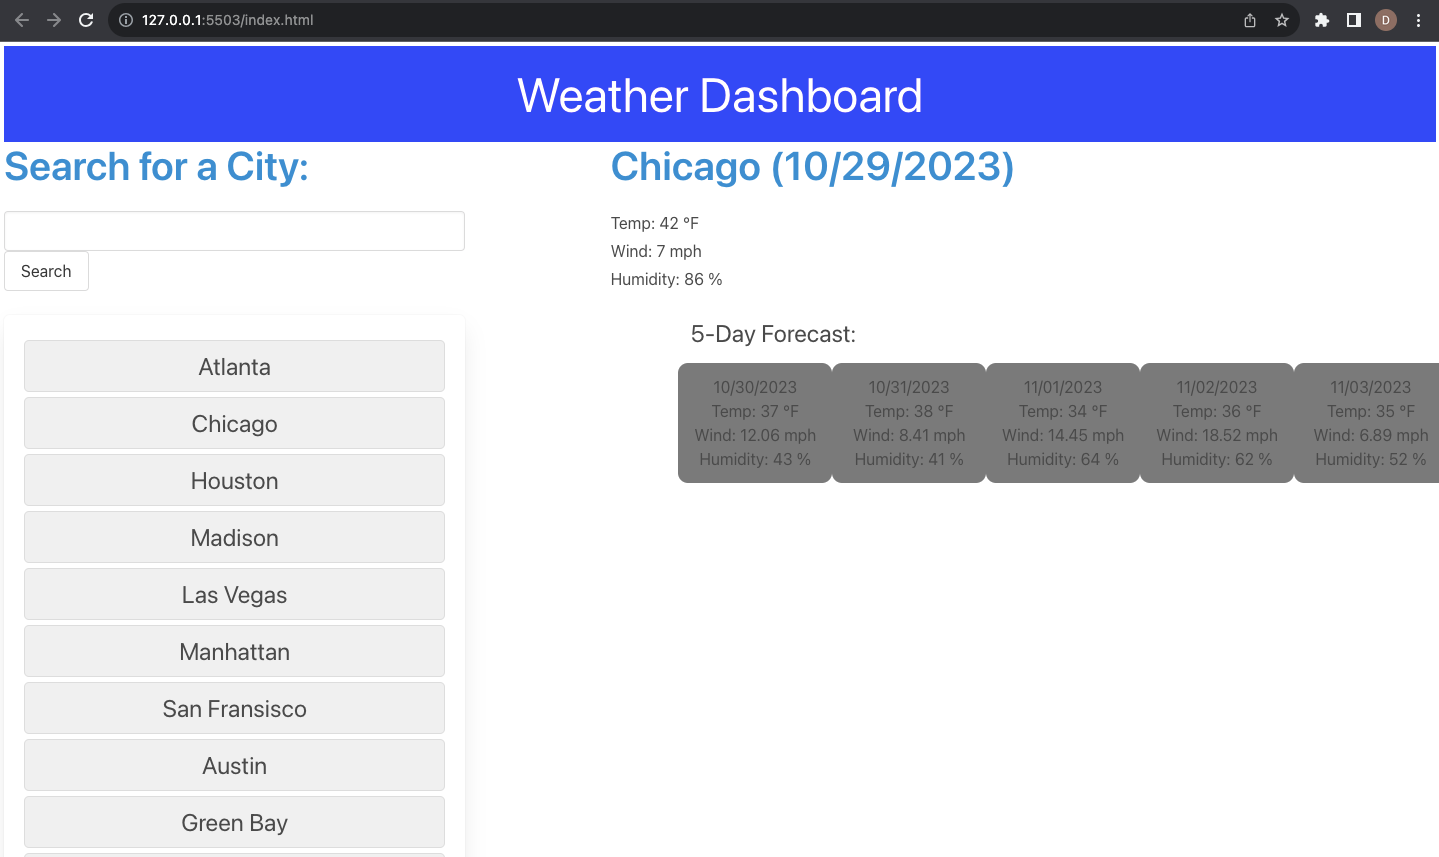 127.0.0.1:5503/index.html
D
Weather Dashboard
Search for a City:
Search
Atlanta
Chicago
Houston
Madison
Las Vegas
Manhattan
San Fransisco
Austin
Green Bay
Chicago (10/29/2023)
Temp: 42 °F
Wind: 7 mph
Humidity: 86 %
5-Day Forecast:
10/30/2023
Temp: 37 °F
Wind: 12.06 mph
Humidity: 43 %
10/31/2023
Temp: 38 °F
Wind: 8.41 mph
Humidity: 41 %
11/01/2023
Temp: 34 °F
Wind: 14.45 mph
Humidity: 64 %
11/02/2023
Temp: 36 °F
Wind: 18.52 mph
Humidity: 62 %
11/03/2023
Temp: 35 °F
Wind: 6.89 mph
Humidity: 52 %